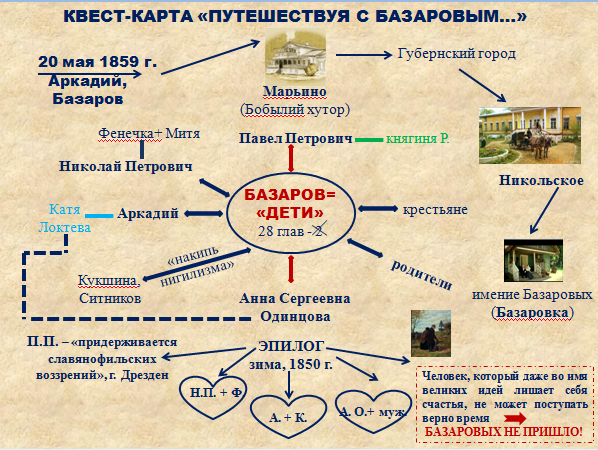 КВЕСТ-КАРТА «ПУТЕШЕСТВУЯ С БАЗАРОВЫМ...»
20 мая 1859 г.
Аркадий,
Базаров
Марьино
(Бобылий хутор)
Губернский город
Никольское
имение Базаровых
(Базаровка)
Фенечка+ Митя
Николай Петрович
Павел Петрович
княгиня Р.
Катя
Локтева
Аркадий
БАЗАРОВ=
«ДЕТИ»
28 глав - 2
крестьяне
«накипь
нигилизма»
Кукшина,
Ситников
родители
Анна Сергеевна
Одинцова
П.П. – «придерживается
славянофильских
воззрений», г. Дрезден
ЭПИЛОГ
зима, 1850 г.
Н.П. + Ф
А. + К.
А. О.+ муж
Человек, который даже во имя
великих идей лишает себя
счастья, не может поступать
верно время
БАЗАРОВЫХ НЕ ПРИШЛО!